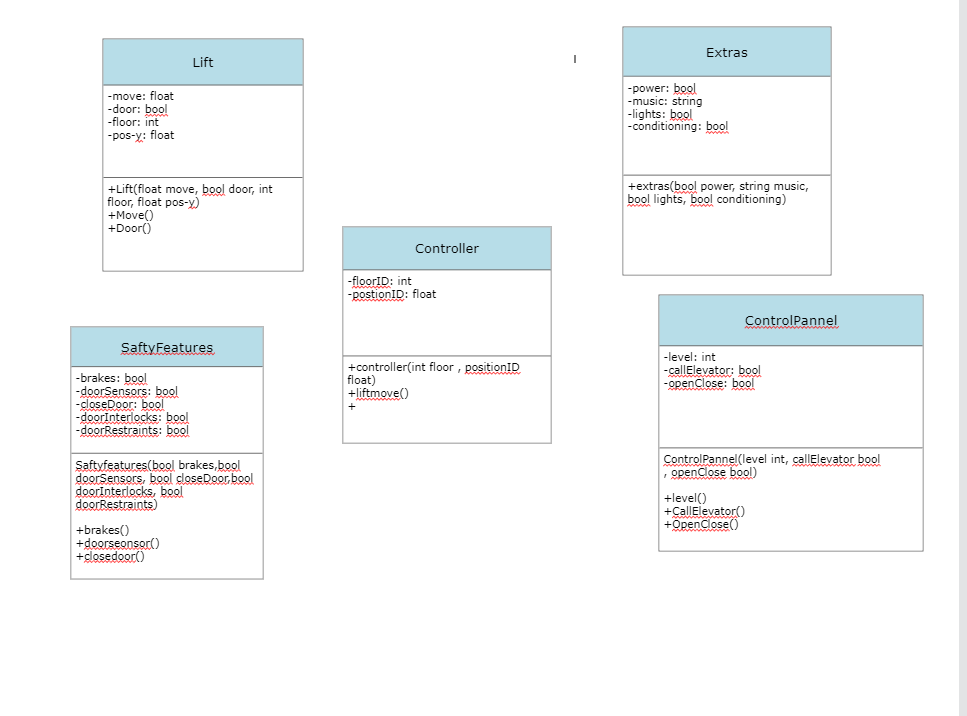 Lift
-move: float
-door: bool
-floor: int
-pos-y: float
+Lift(float move, bool door, int
floor, float pos-y)
+Move()
+Door()
Extras
-power: bool
-music: string
-lights: bool
-conditioning: bool
+extras(bool power, string music,
bool lights, bool conditioning)
Controller
-floorID: int
-postionID: float
+controller(int floor , positionID
float)
+liftmove()
+
SaftyFeatures
-brakes: bool
-doorSensors: bool
-closeDoor: bool
-doorInterlocks: bool
-doorRestraints: bool
Saftyfeatures(bool brakes,bool
doorSensors, bool closeDoor,bool
doorInterlocks, bool
doorRestraints)
+brakes()
+doorseonsor()
+closedoor()
ControlPannel
-level: int
-callElevator: bool
-openClose: bool
ControlPannel(level int, callElevator bool
, openClose bool)
+level()
+CallElevator()
+OpenClose()